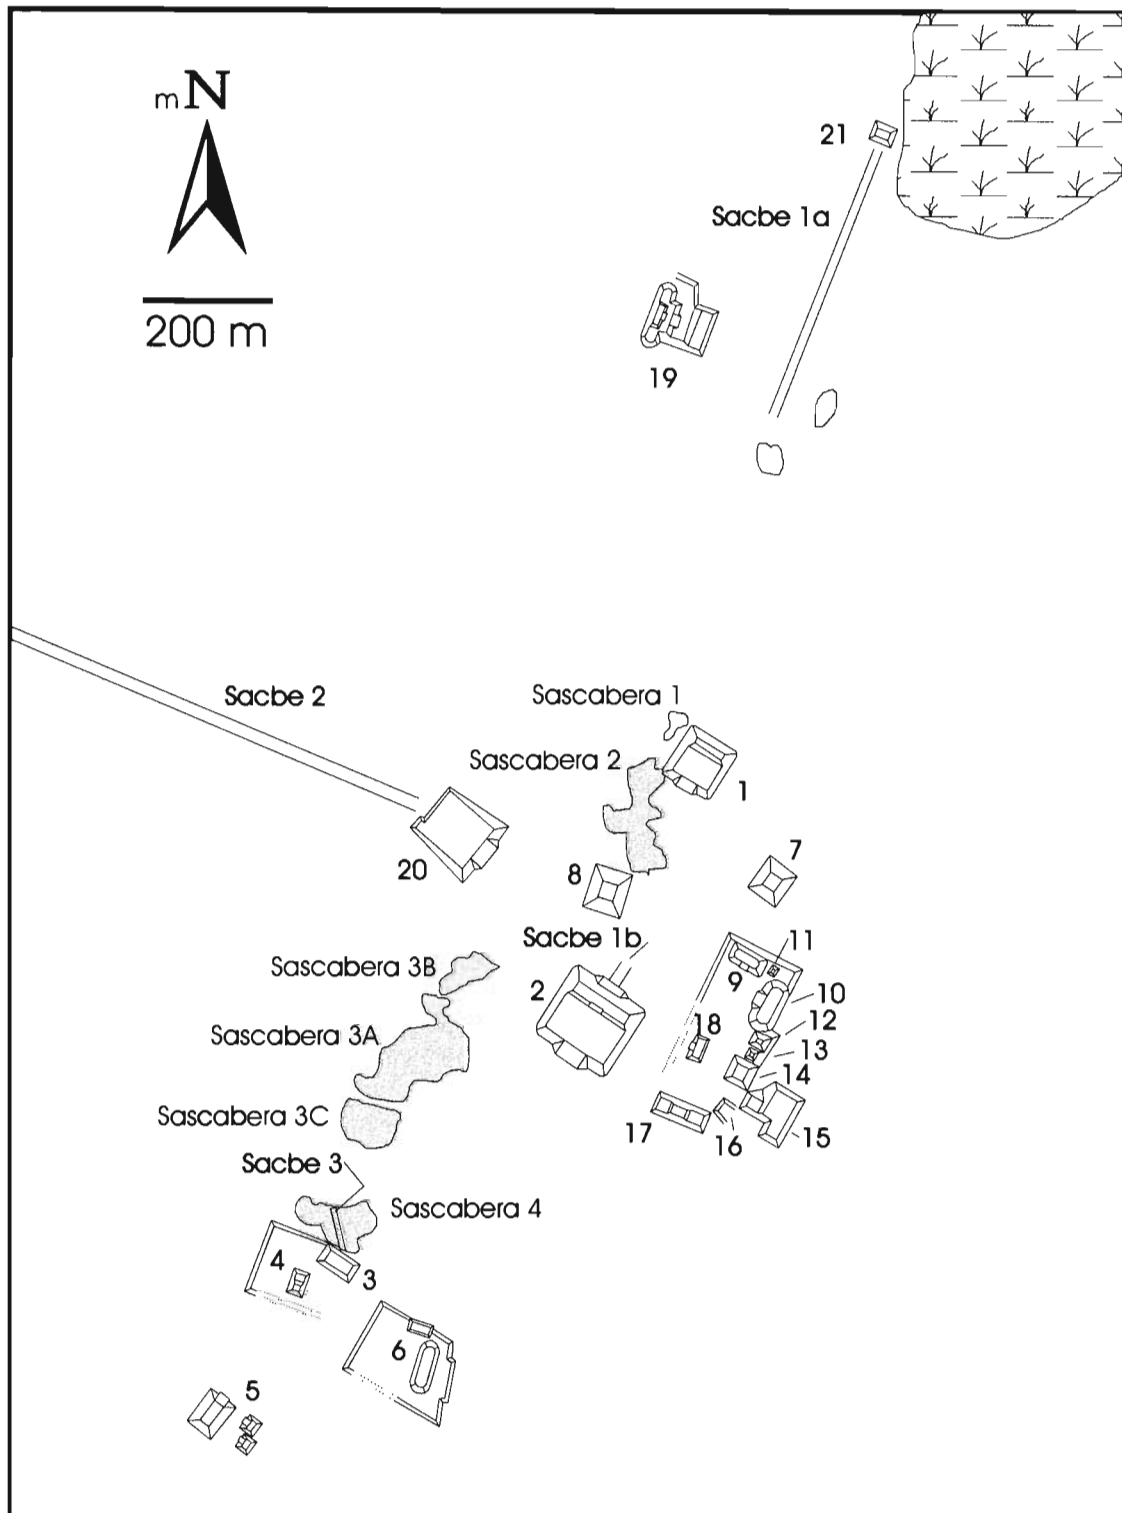 mN
200 m
21
Sacbe 1a
19
Sacbe 2
Sascabera 1
Sascabera 2
1
20
8
7
Sacbe 1b
11
Sascabera 3B
2
9
10
12
18
Sascabera 3A
13
14
Sascabera 3C
17
16
15
Sacbe 3
Sascabera 4
4
3
6
5